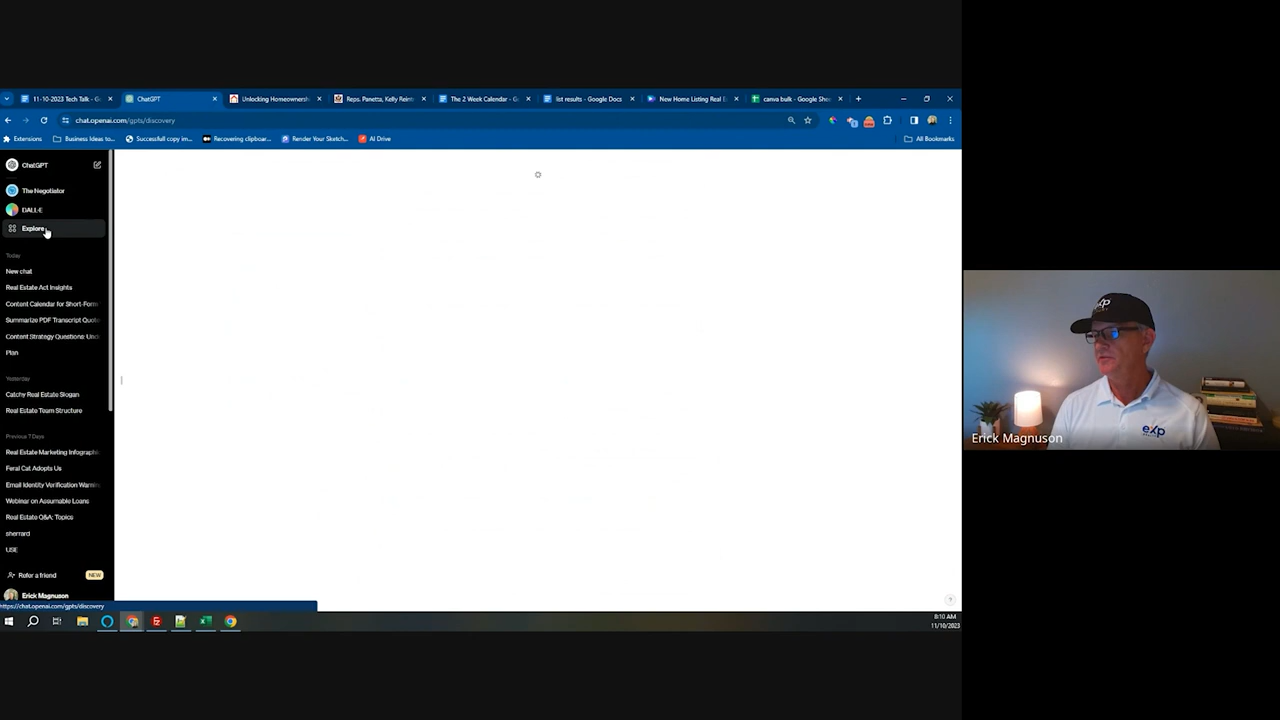 11-10-2023 Tech Talk - G
ChatGPT
Unlocking Homeowners
Reps. Panetta, Kelly Rein
The 2 Week Calendar - G
list results - Google Docs
New Home Listing Real E
canva bulk - Google Shee
chat.openai.com/gpts/discovery
Extensions
Business Ideas to...
Successfull copy im...
Recovering clipboar...
Render Your Sketch...
AI Drive
All Bookmarks
ChatGPT
The Negotiator
DALL·E
Explore
Today
New chat
Real Estate Act Insights
Content Calendar for Short-Form
Summarize PDF Transcript Quote
Content Strategy Questions: Unc
Plan
Yesterday
Catchy Real Estate Slogan
Real Estate Team Structure
Previous 7 Days
Real Estate Marketing Infographic
Feral Cat Adopts Us
Email Identity Verification Warnin
Webinar on Assumable Loans
Real Estate Q&A: Topics
sherrard
USE
Refer a friend
NEW
Erick Magnuson
https://chat.openai.com/gpts/discovery
8:10 AM
11/10/2023
exp
exp
Erick Magnuson